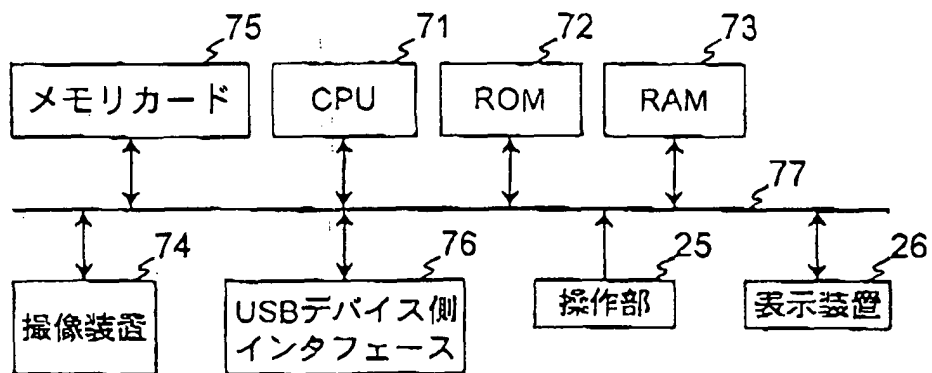 75
71
72
73
メモリカード
CPU
ROM
RAM
77
74
76
25
26
撮像装置
USBデバイス側
インタフェース
操作部
表示装置